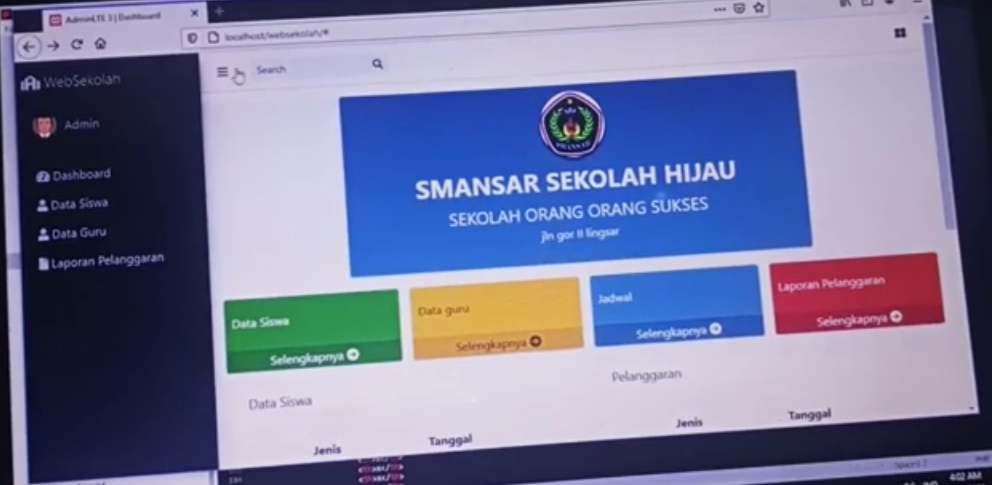 AdminLTE 3 | Dashboard
localhost/websekolah/#
WebSekolah
Search
Admin
Dashboard
Data Siswa
Data Guru
Laporan Pelanggaran
SMANSAR SEKOLAH HIJAU
SEKOLAH ORANG ORANG SUKSES
jln gor II lingsar
Data Siswa
Selengkapnya
Data guru
Selengkapnya
Jadwal
Selengkapnya
Laporan Pelanggaran
Selengkapnya
Data Siswa
Pelanggaran
Jenis
Tanggal
Jenis
Tanggal
4:02 AM